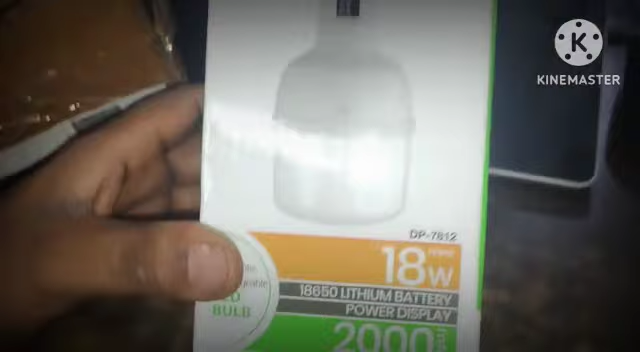 KINEMASTER
DP-7812
18W
18650 LITHIUM BATTERY
POWER DISPLAY
2000
BULB